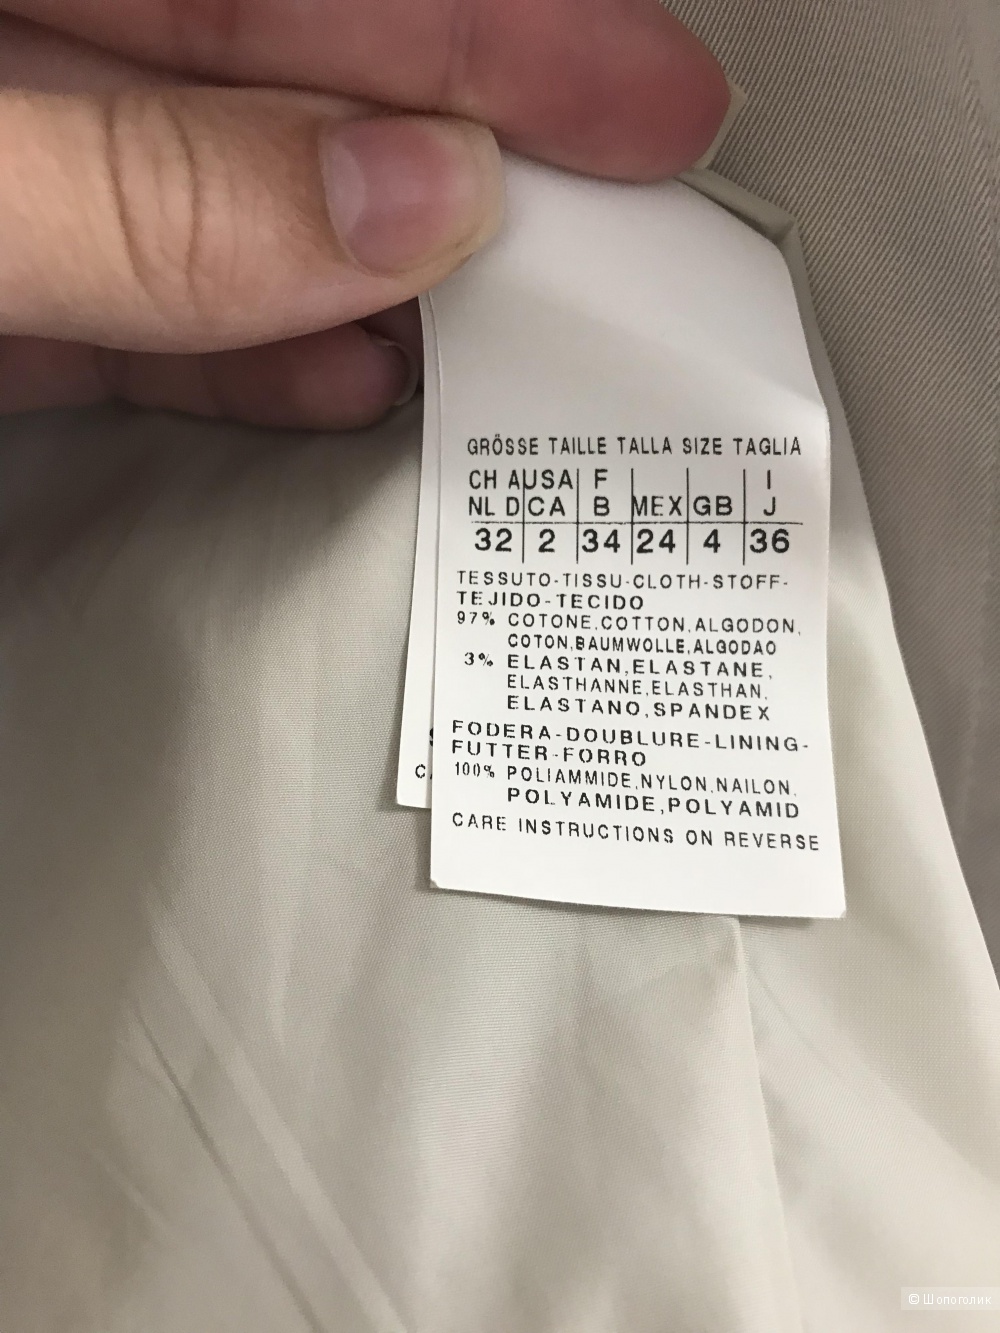 GRÖSSE TAILLE TALLA SIZE TAGLIA
CH A USA F I
NL D CA B MEX GB J
32 2 34 24 4 36
TESSUTO-TISSU-CLOTH-STOFF-
TEJIDO-TECIDO
97% COTONE,COTTON,ALGODON,
COTON,BAUMWOLLE,ALGODAO
3% ELASTAN,ELASTANE,
ELASTHANNE,ELASTHAN,
ELASTANO,SPANDEX
FODERA-DOUBLURE-LINING-
FUTTER-FORRO
100% POLIAMMIDE,NYLON,NAILON,
POLYAMIDE,POLYAMID
CARE INSTRUCTIONS ON REVERSE
© Шопоголик